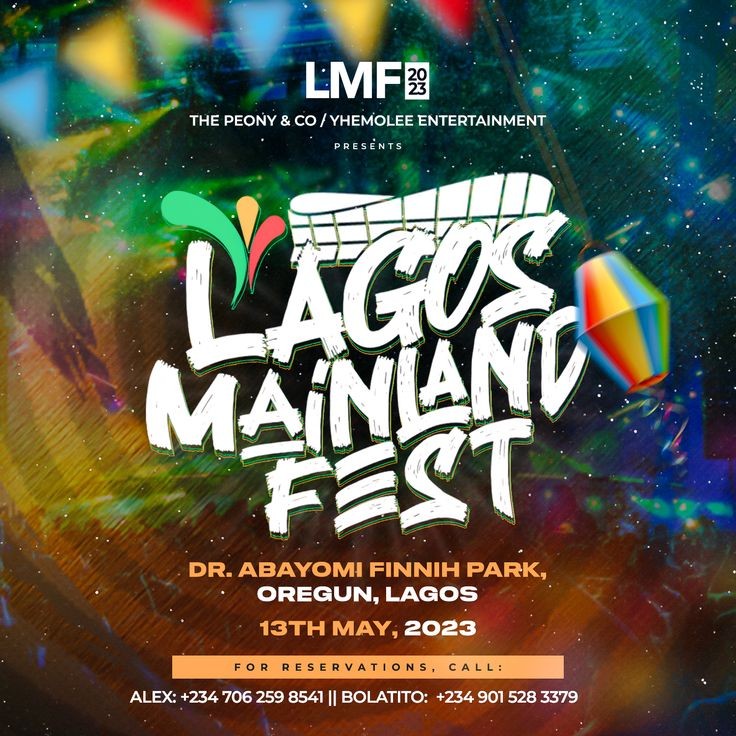 LMF 2023
THE PEONY & CO / YHEMOLEE ENTERTAINMENT
PRESENTS
LAGOS
MAINLAND
FEST
DR. ABAYOMI FINNIH PARK,
OREGUN, LAGOS
13TH MAY, 2023
FOR RESERVATIONS, CALL:
ALEX: +234 706 259 8541 || BOLATITO: +234 901 528 3379